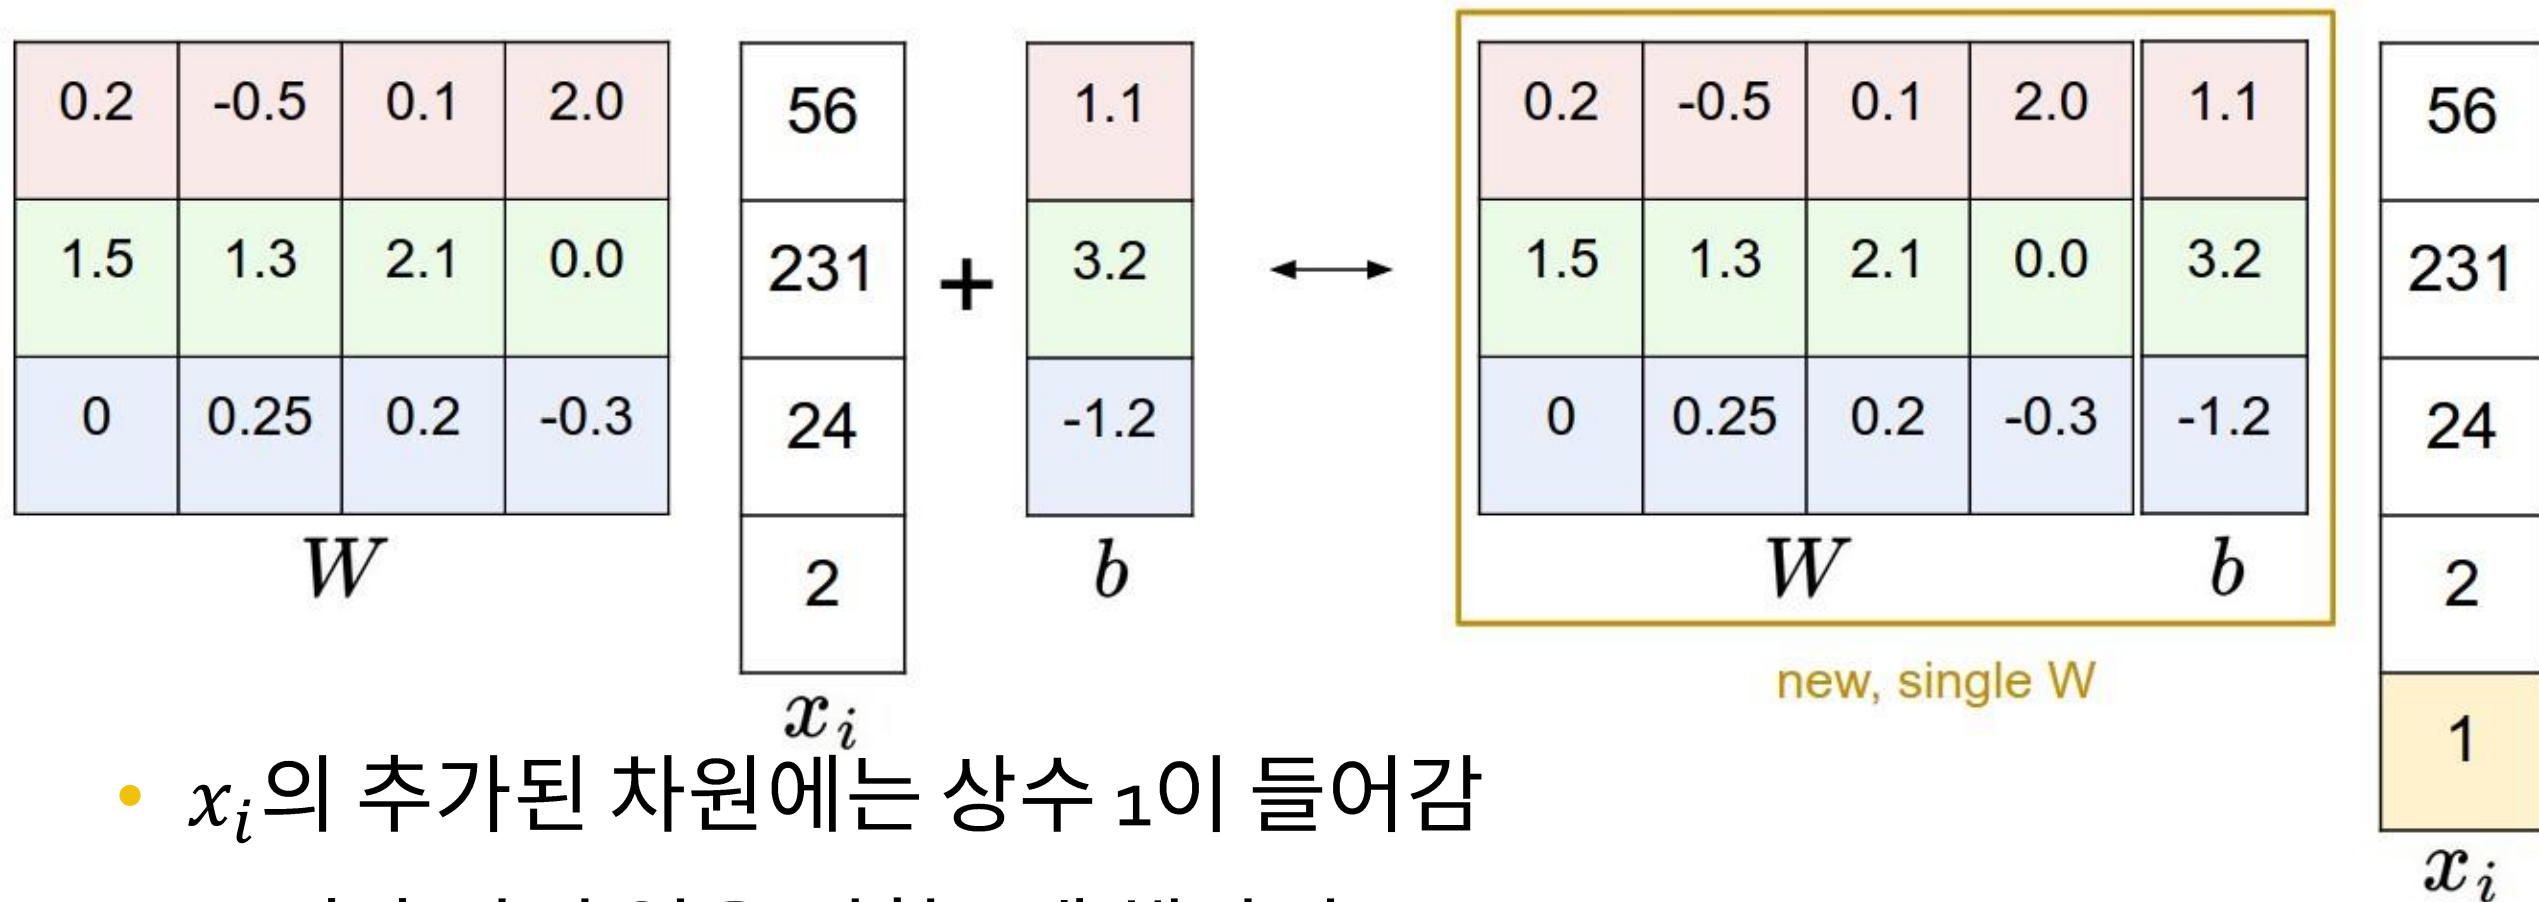 0.2 -0.5 0.1 2.0 56 1.1 0.2 -0.5 0.1 2.0 1.1 56
1.5 1.3 2.1 0.0 231 + 3.2 1.5 1.3 2.1 0.0 3.2 231
0 0.25 0.2 -0.3 24 -1.2 0 0.25 0.2 -0.3 -1.2 24
W 2 b W b 2
new, single W
x_i 1
• x_i의 추가된 차원에는 상수 1이 들어감
x_i